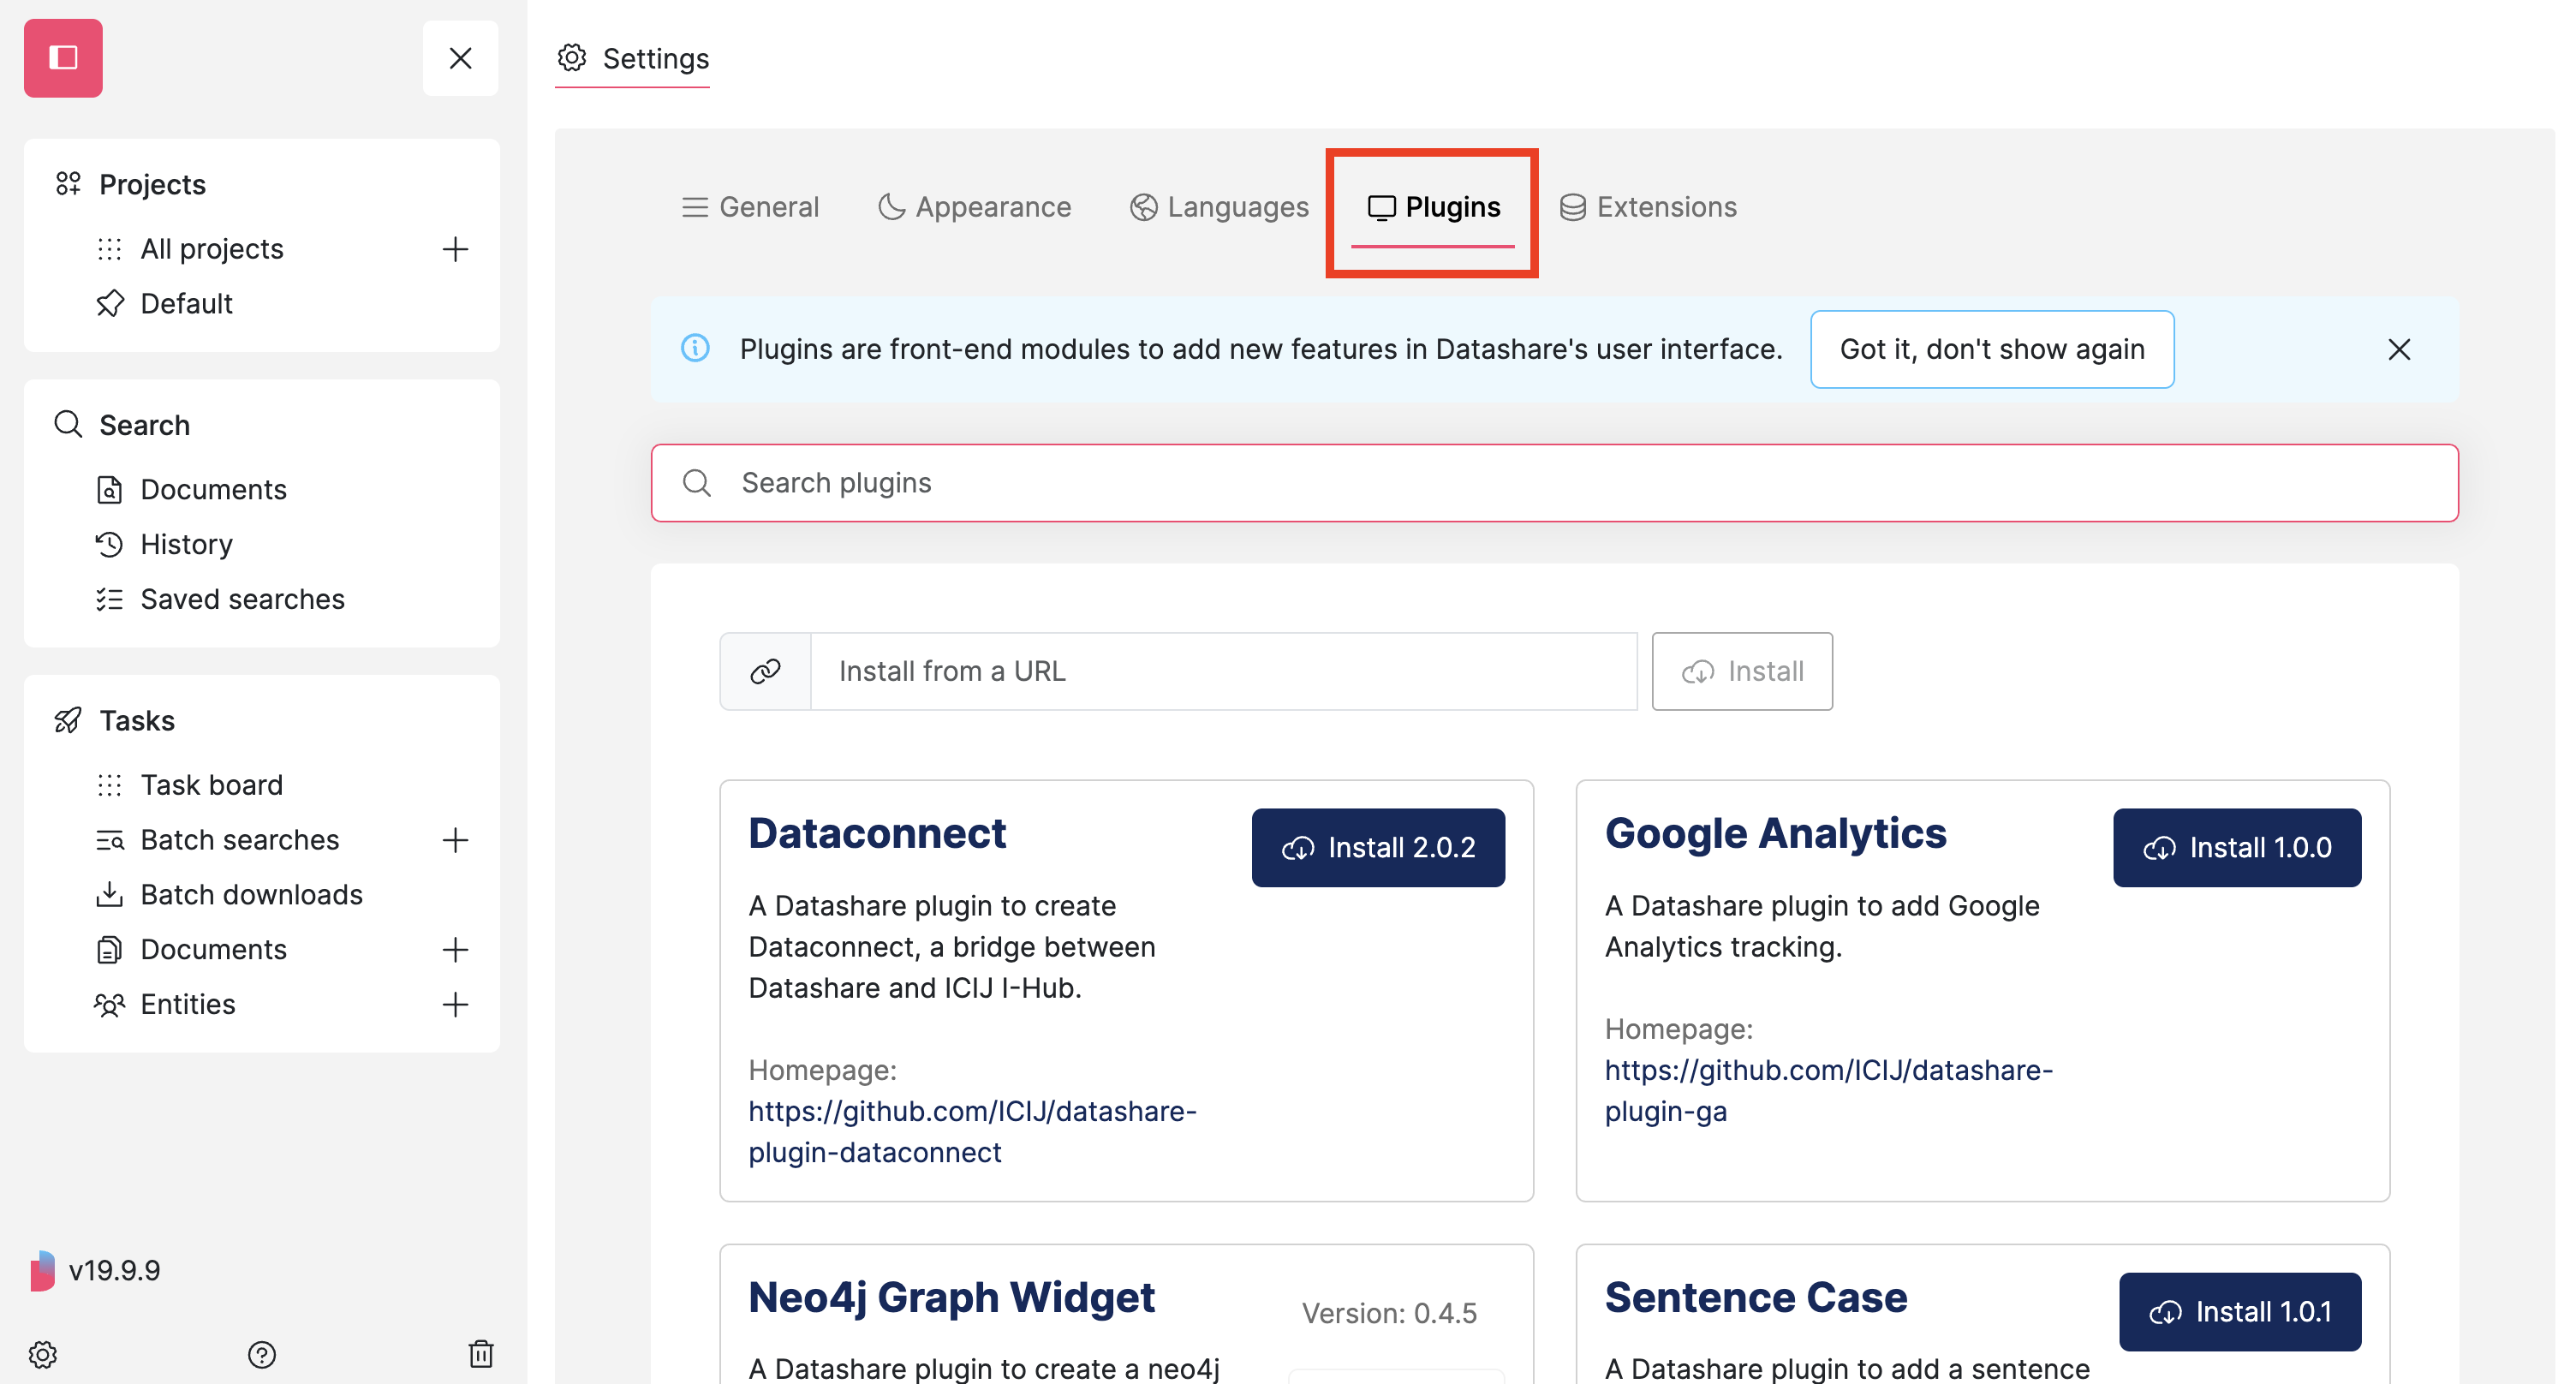 Settings
Projects
All projects
Default
Search
Documents
History
Saved searches
Tasks
Task board
Batch searches
Batch downloads
Documents
Entities
v19.9.9
General
Appearance
Languages
Plugins
Extensions
Plugins are front-end modules to add new features in Datashare's user interface.
Got it, don't show again
Search plugins
Install from a URL
Install
Dataconnect
Install 2.0.2
A Datashare plugin to create
Dataconnect, a bridge between
Datashare and ICIJ I-Hub.
Homepage:
https://github.com/ICIJ/datashare-
plugin-dataconnect
Google Analytics
Install 1.0.0
A Datashare plugin to add Google
Analytics tracking.
Homepage:
https://github.com/ICIJ/datashare-
plugin-ga
Neo4j Graph Widget
Version: 0.4.5
A Datashare plugin to create a neo4j
Sentence Case
Install 1.0.1
A Datashare plugin to add a sentence